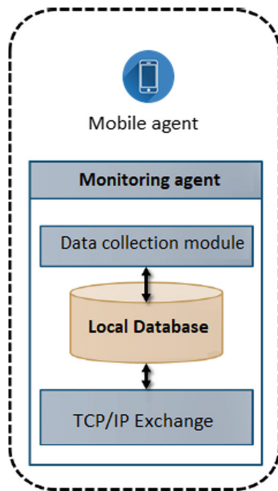 Mobile agent
Monitoring agent
Data collection module
Local Database
TCP/IP Exchange